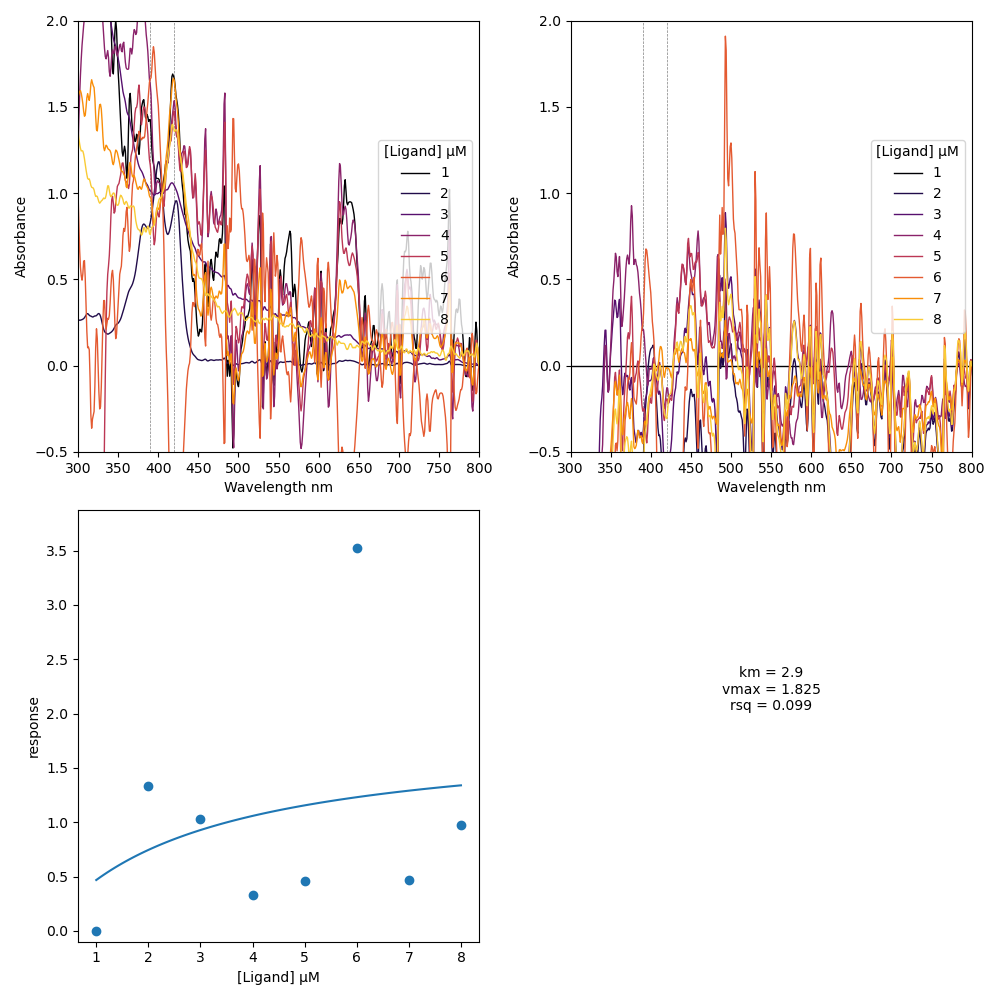 2.0
1.5
1.0
0.5
0.0
−0.5
Absorbance
300 350 400 450 500 550 600 650 700 750 800
Wavelength nm
[Ligand] μM
1
2
3
4
5
6
7
8
2.0
1.5
1.0
0.5
0.0
−0.5
Absorbance
300 350 400 450 500 550 600 650 700 750 800
Wavelength nm
[Ligand] μM
1
2
3
4
5
6
7
8
3.5
3.0
2.5
2.0
1.5
1.0
0.5
0.0
response
1 2 3 4 5 6 7 8
[Ligand] μM
km = 2.9
vmax = 1.825
rsq = 0.099